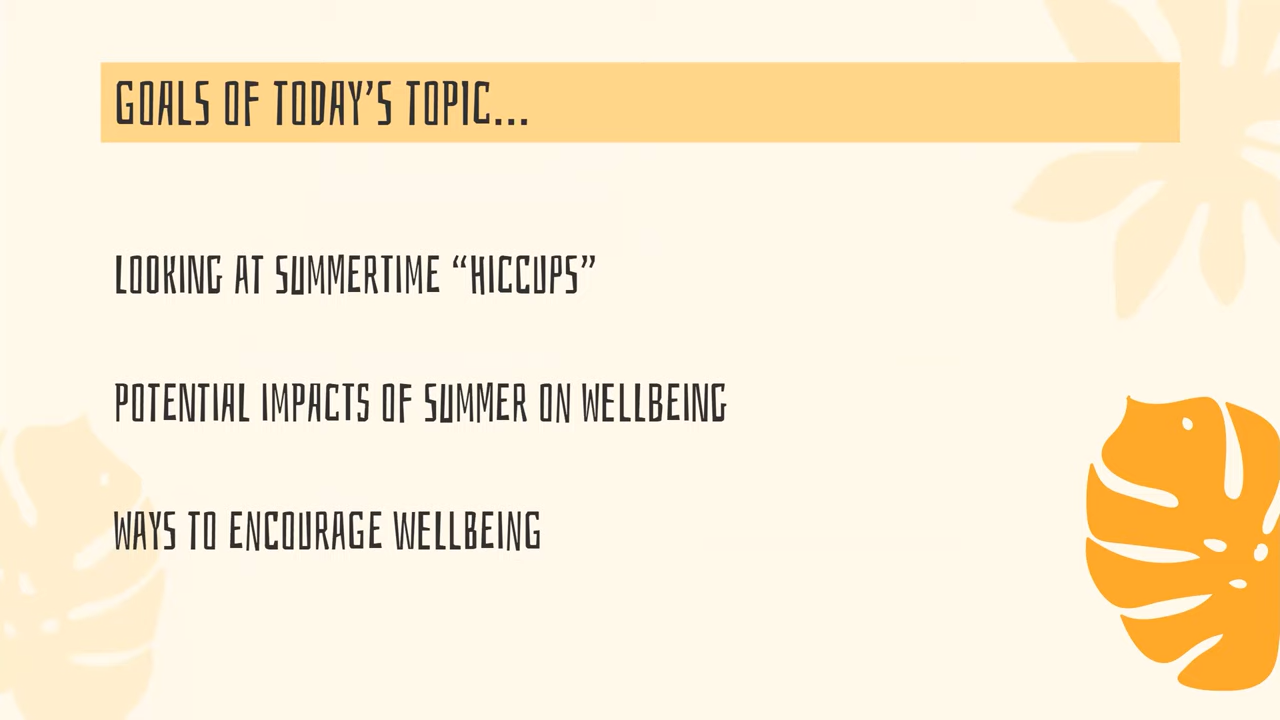 GOALS OF TODAY’S TOPIC...
LOOKING AT SUMMERTIME “HICCUPS”
POTENTIAL IMPACTS OF SUMMER ON WELLBEING
WAYS TO ENCOURAGE WELLBEING